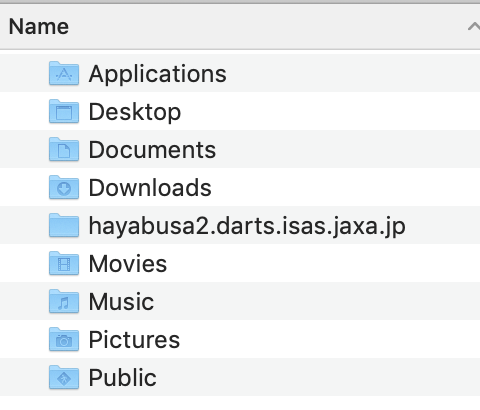 Name
Applications
Desktop
Documents
Downloads
hayabusa2.darts.isas.jaxa.jp
Movies
Music
Pictures
Public